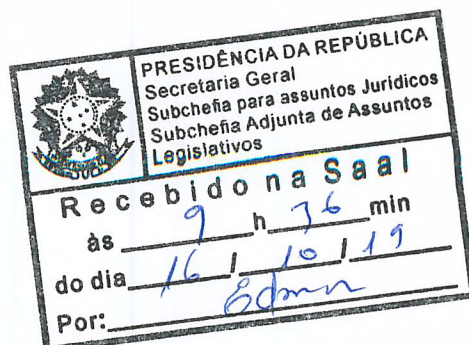 PRESIDÊNCIA DA REPÚBLICA
Secretaria Geral
Subchefia para assuntos Jurídicos
Subchefia Adjunta de Assuntos
Legislativos
Recebido na Saal
às 9 h 36 min
do dia 16 / 10 / 19
Por: